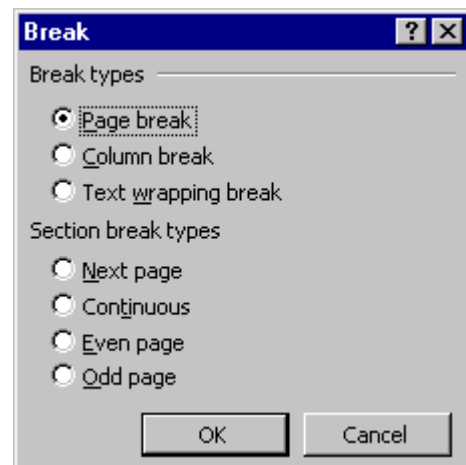 Break
Break types
Page break
Column break
Text wrapping break
Section break types
Next page
Continuous
Even page
Odd page
OK Cancel